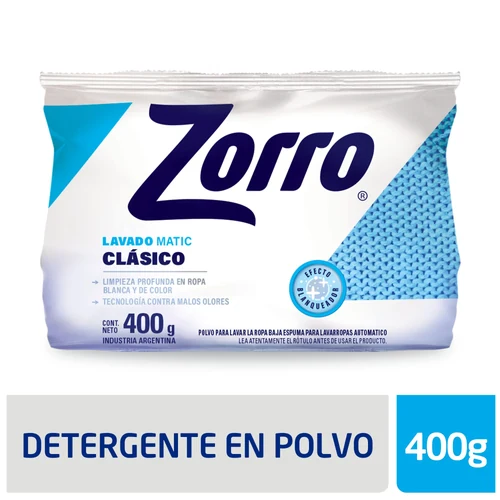 Zorro®
LAVADO MATIC
CLÁSICO
LIMPIEZA PROFUNDA EN ROPA
BLANCA Y DE COLOR
TECNOLOGÍA CONTRA MALOS OLORES
EFECTO
BLANQUEADOR
CONT.
NETO 400 g
INDUSTRIA ARGENTINA
POLVO PARA LAVAR LA ROPA BAJA ESPUMA PARA LAVARROPAS AUTOMATICO
LEA ATENTAMENTE EL RÓTULO ANTES DE USAR EL PRODUCTO.
DETERGENTE EN POLVO 400g